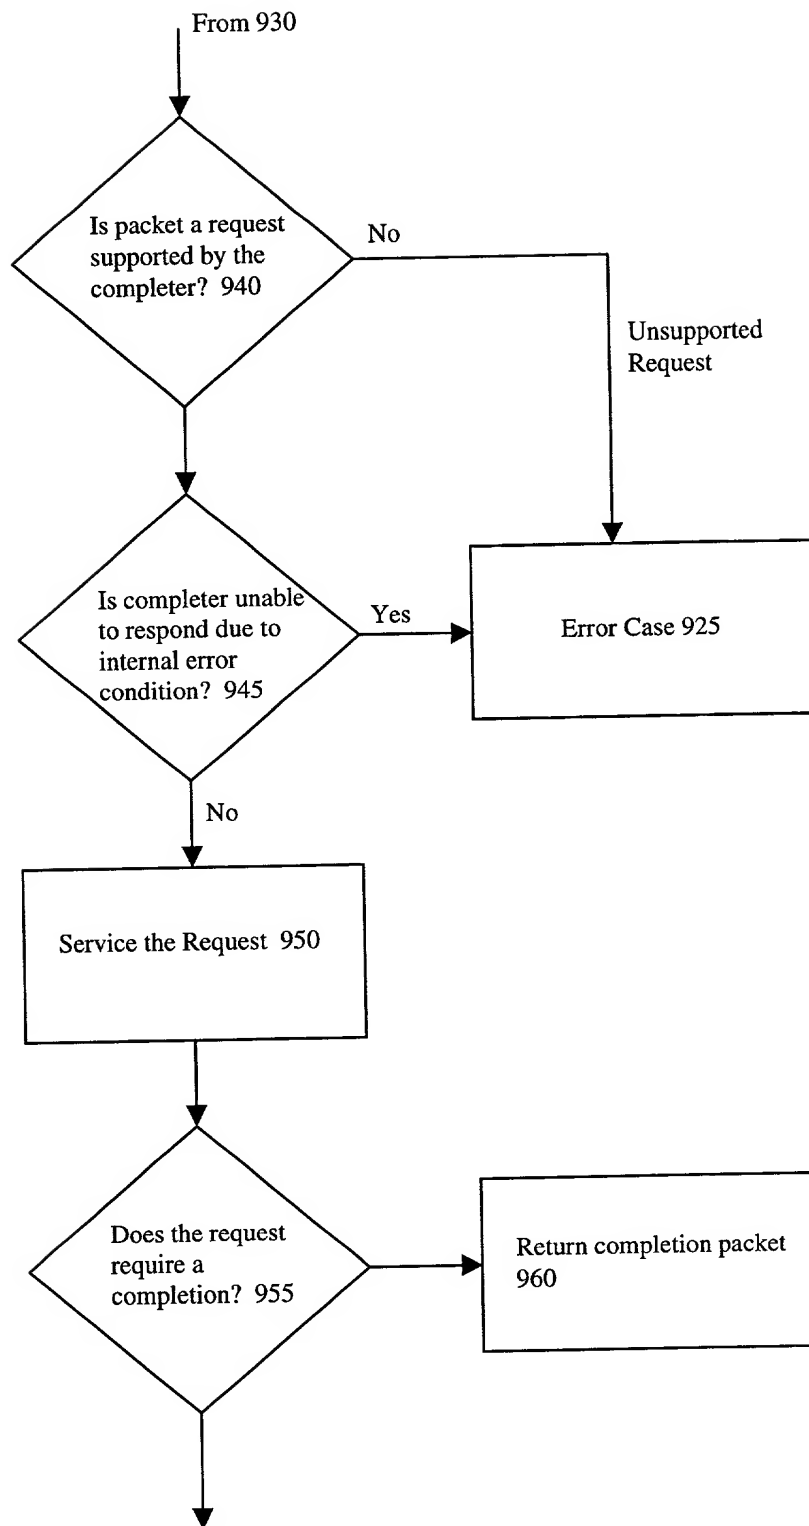 From 930
Is packet a request
supported by the
completer? 940
No
Unsupported
Request
Is completer unable
to respond due to
internal error
condition? 945
Yes
Error Case 925
No
Service the Request 950
Does the request
require a
completion? 955
Return completion packet
960